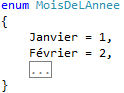 enum MoisDeLAnnee
{
Janvier = 1,
Février = 2,
...
}